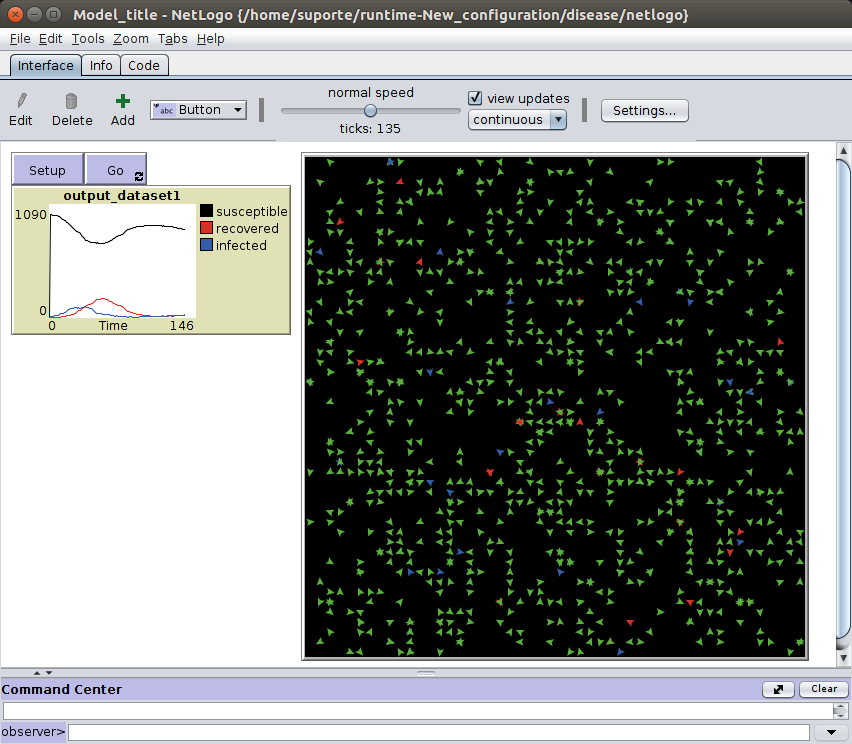 Model_title - NetLogo {/home/suporte/runtime-New_configuration/disease/netlogo}
File Edit Tools Zoom Tabs Help
Interface Info Code
Edit Delete Add abc Button normal speed ticks: 135 view updates continuous Settings...
Setup Go
output_dataset1
1090
0
0 Time 146
susceptible
recovered
infected
Command Center Clear
observer>